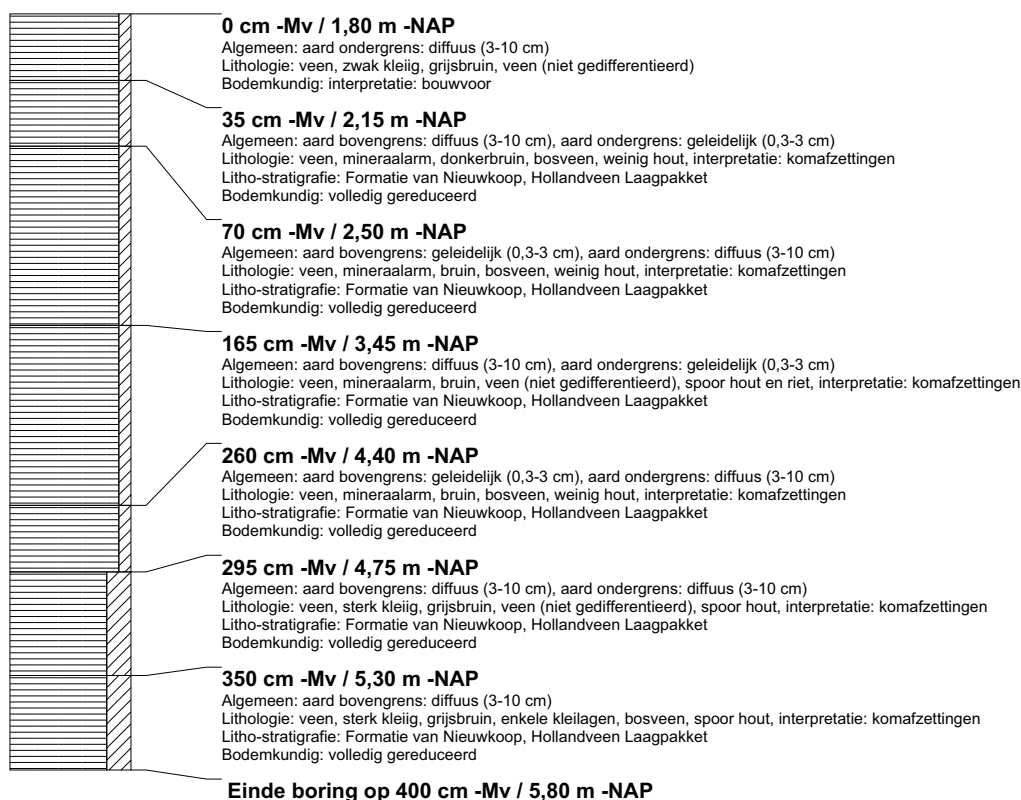 0 cm -Mv / 1,80 m -NAP
Algemeen: aard ondergrens: diffuus (3-10 cm)
Lithologie: veen, zwak kleiig, grijsbruin, veen (niet gedifferentieerd)
Bodemkundig: interpretatie: bouwvoor
35 cm -Mv / 2,15 m -NAP
Algemeen: aard bovengrens: diffuus (3-10 cm), aard ondergrens: geleidelijk (0,3-3 cm)
Lithologie: veen, mineraalarm, donkerbruin, bosveen, weinig hout, interpretatie: komafzettingen
Litho-stratigrafie: Formatie van Nieuwkoop, Hollandveen Laagpakket
Bodemkundig: volledig gereduceerd
70 cm -Mv / 2,50 m -NAP
Algemeen: aard bovengrens: geleidelijk (0,3-3 cm), aard ondergrens: diffuus (3-10 cm)
Lithologie: veen, mineraalarm, bruin, bosveen, weinig hout, interpretatie: komafzettingen
Litho-stratigrafie: Formatie van Nieuwkoop, Hollandveen Laagpakket
Bodemkundig: volledig gereduceerd
165 cm -Mv / 3,45 m -NAP
Algemeen: aard bovengrens: diffuus (3-10 cm), aard ondergrens: geleidelijk (0,3-3 cm)
Lithologie: veen, mineraalarm, bruin, veen (niet gedifferentieerd), spoor hout en riet, interpretatie: komafzettingen
Litho-stratigrafie: Formatie van Nieuwkoop, Hollandveen Laagpakket
Bodemkundig: volledig gereduceerd
260 cm -Mv / 4,40 m -NAP
Algemeen: aard bovengrens: geleidelijk (0,3-3 cm), aard ondergrens: diffuus (3-10 cm)
Lithologie: veen, mineraalarm, bruin, bosveen, weinig hout, interpretatie: komafzettingen
Litho-stratigrafie: Formatie van Nieuwkoop, Hollandveen Laagpakket
Bodemkundig: volledig gereduceerd
295 cm -Mv / 4,75 m -NAP
Algemeen: aard bovengrens: diffuus (3-10 cm), aard ondergrens: diffuus (3-10 cm)
Lithologie: veen, sterk kleiig, grijsbruin, veen (niet gedifferentieerd), spoor hout, interpretatie: komafzettingen
Litho-stratigrafie: Formatie van Nieuwkoop, Hollandveen Laagpakket
Bodemkundig: volledig gereduceerd
350 cm -Mv / 5,30 m -NAP
Algemeen: aard bovengrens: diffuus (3-10 cm)
Lithologie: veen, sterk kleiig, grijsbruin, enkele kleilagen, bosveen, spoor hout, interpretatie: komafzettingen
Litho-stratigrafie: Formatie van Nieuwkoop, Hollandveen Laagpakket
Bodemkundig: volledig gereduceerd
Einde boring op 400 cm -Mv / 5,80 m -NAP